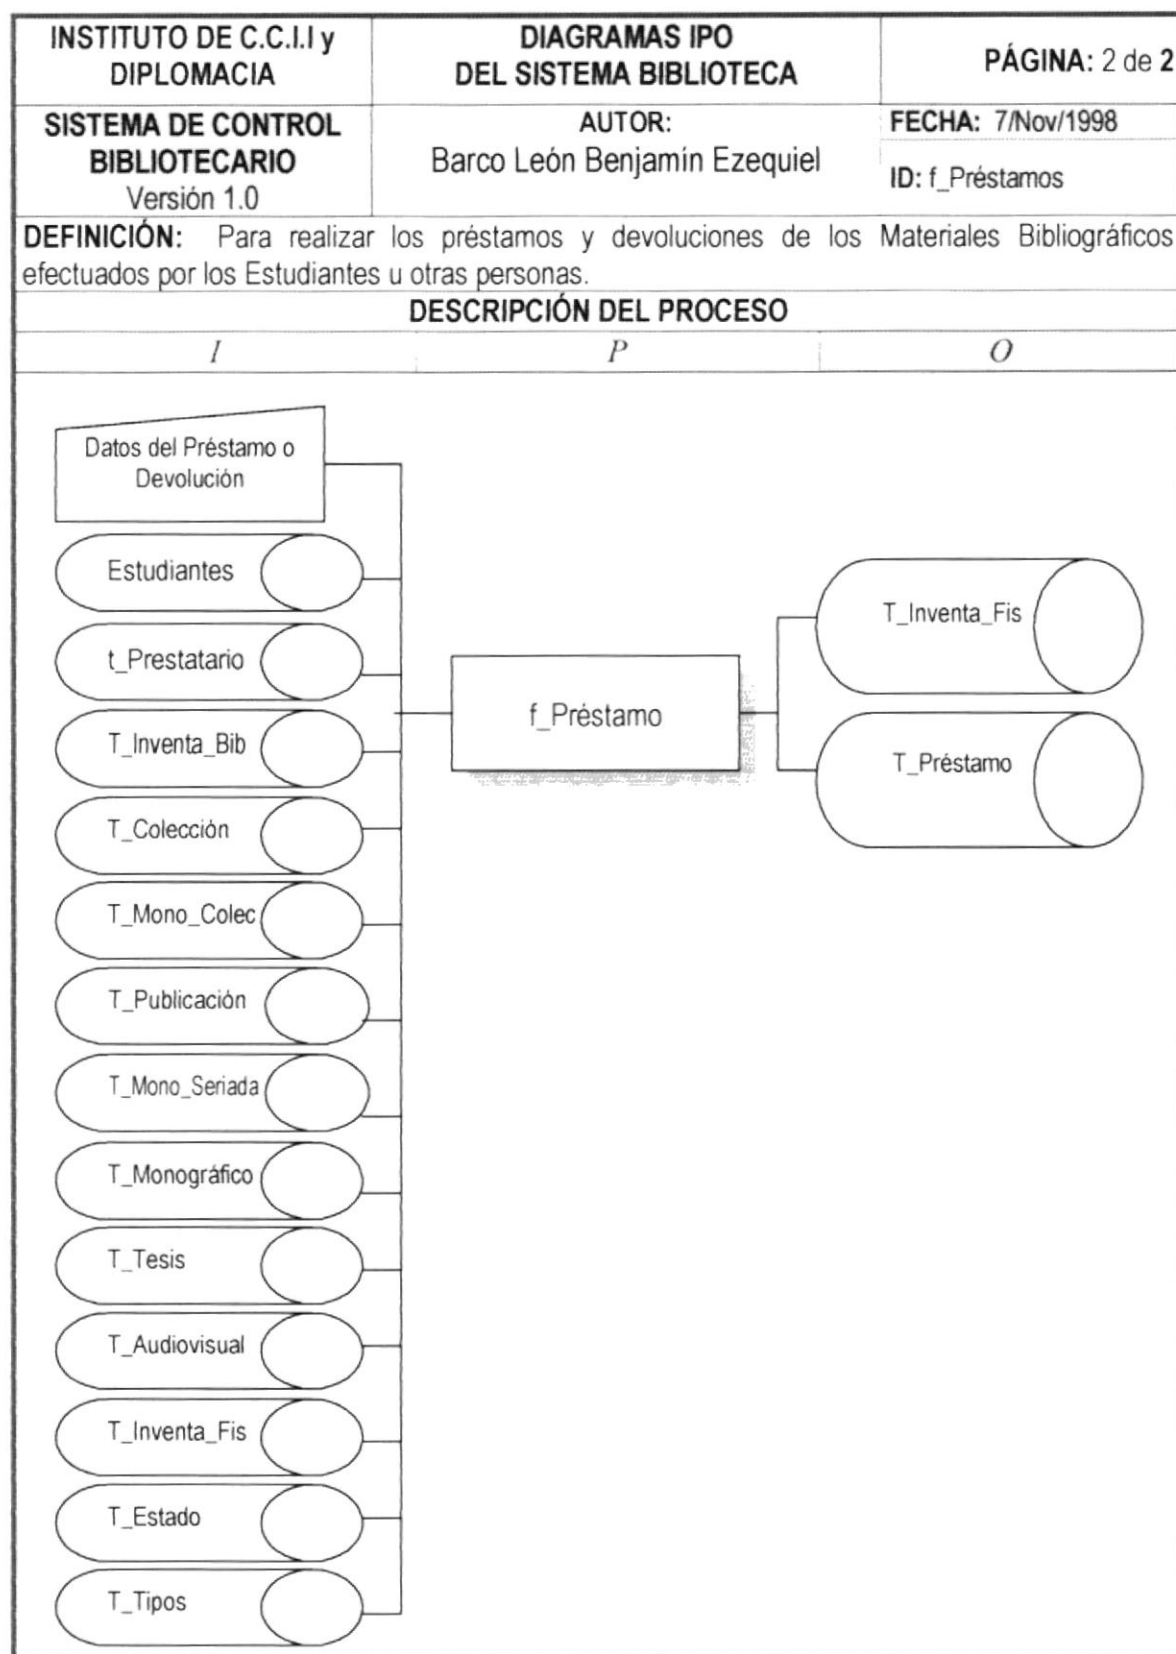 INSTITUTO DE C.C.I.I y
DIPLOMACIA
DIAGRAMAS IPO
DEL SISTEMA BIBLIOTECA
PÁGINA: 2 de 2
SISTEMA DE CONTROL
BIBLIOTECARIO
Versión 1.0
AUTOR:
Barco León Benjamín Ezequiel
FECHA: 7/Nov/1998
ID: f_Préstamos
DEFINICIÓN: Para realizar los préstamos y devoluciones de los Materiales Bibliográficos
efectuados por los Estudiantes u otras personas.
DESCRIPCIÓN DEL PROCESO
I
P
O
Datos del Préstamo o
Devolución
Estudiantes
t_Prestatario
T_Inventa_Bib
T_Colección
T_Mono_Colec
T_Publicación
T_Mono_Seriada
T_Monográfico
T_Tesis
T_Audiovisual
T_Inventa_Fis
T_Estado
T_Tipos
f_Préstamo
T_Inventa_Fis
T_Préstamo